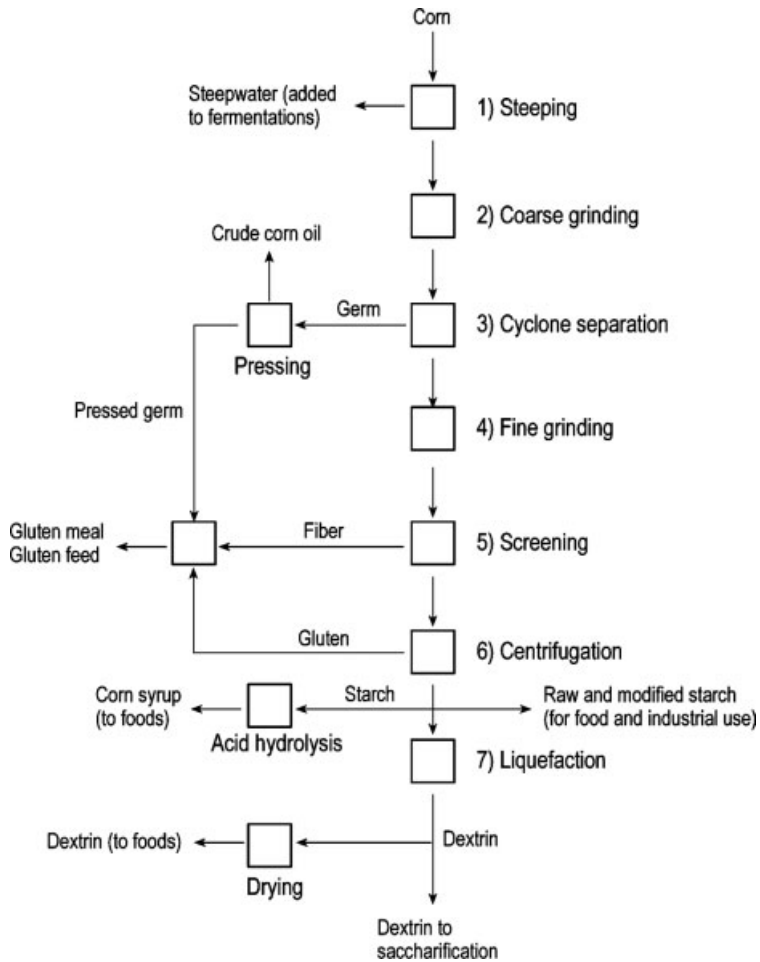 Corn
Steepwater (added
to fermentations)
1) Steeping
2) Coarse grinding
Crude corn oil
Germ
3) Cyclone separation
Pressing
Pressed germ
4) Fine grinding
Gluten meal
Gluten feed
Fiber
5) Screening
Gluten
6) Centrifugation
Corn syrup
(to foods)
Starch
Raw and modified starch
(for food and industrial use)
Acid hydrolysis
7) Liquefaction
Dextrin (to foods)
Dextrin
Drying
Dextrin to
saccharification